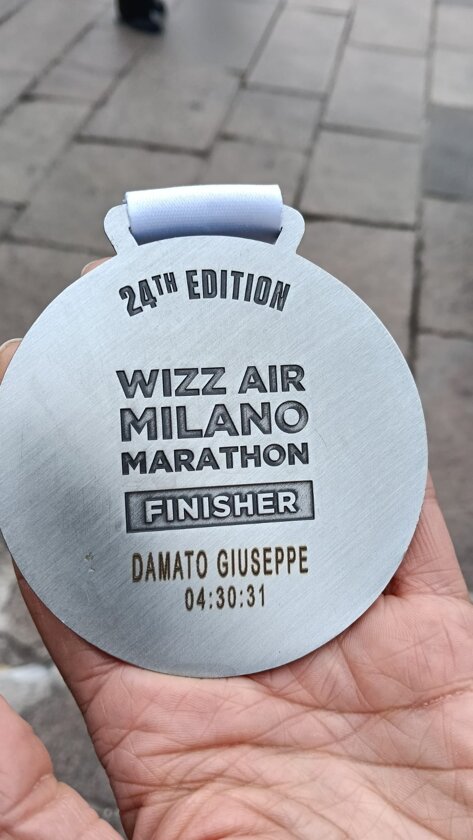 24TH EDITION
WIZZ AIR
MILANO
MARATHON
FINISHER
DAMATO GIUSEPPE
04:30:31